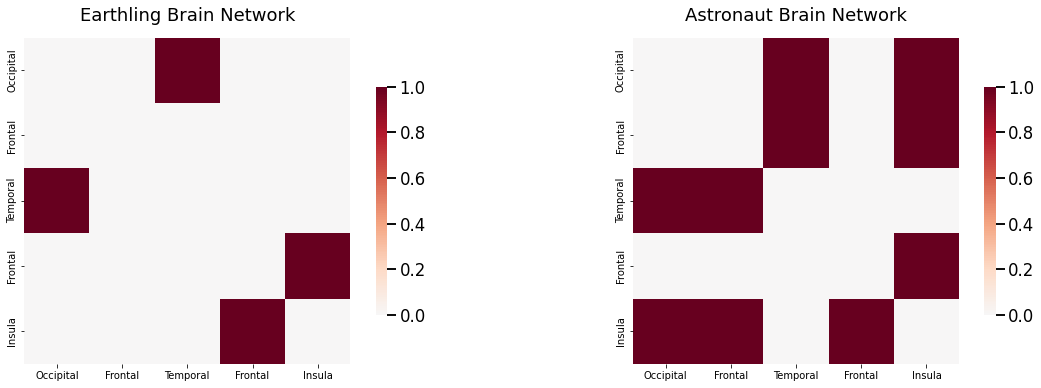 Earthling Brain Network
Occipital
Frontal
Temporal
Frontal
Insula
Occipital Frontal Temporal Frontal Insula
1.0
0.8
0.6
0.4
0.2
0.0
Astronaut Brain Network
Occipital
Frontal
Temporal
Frontal
Insula
Occipital Frontal Temporal Frontal Insula
1.0
0.8
0.6
0.4
0.2
0.0